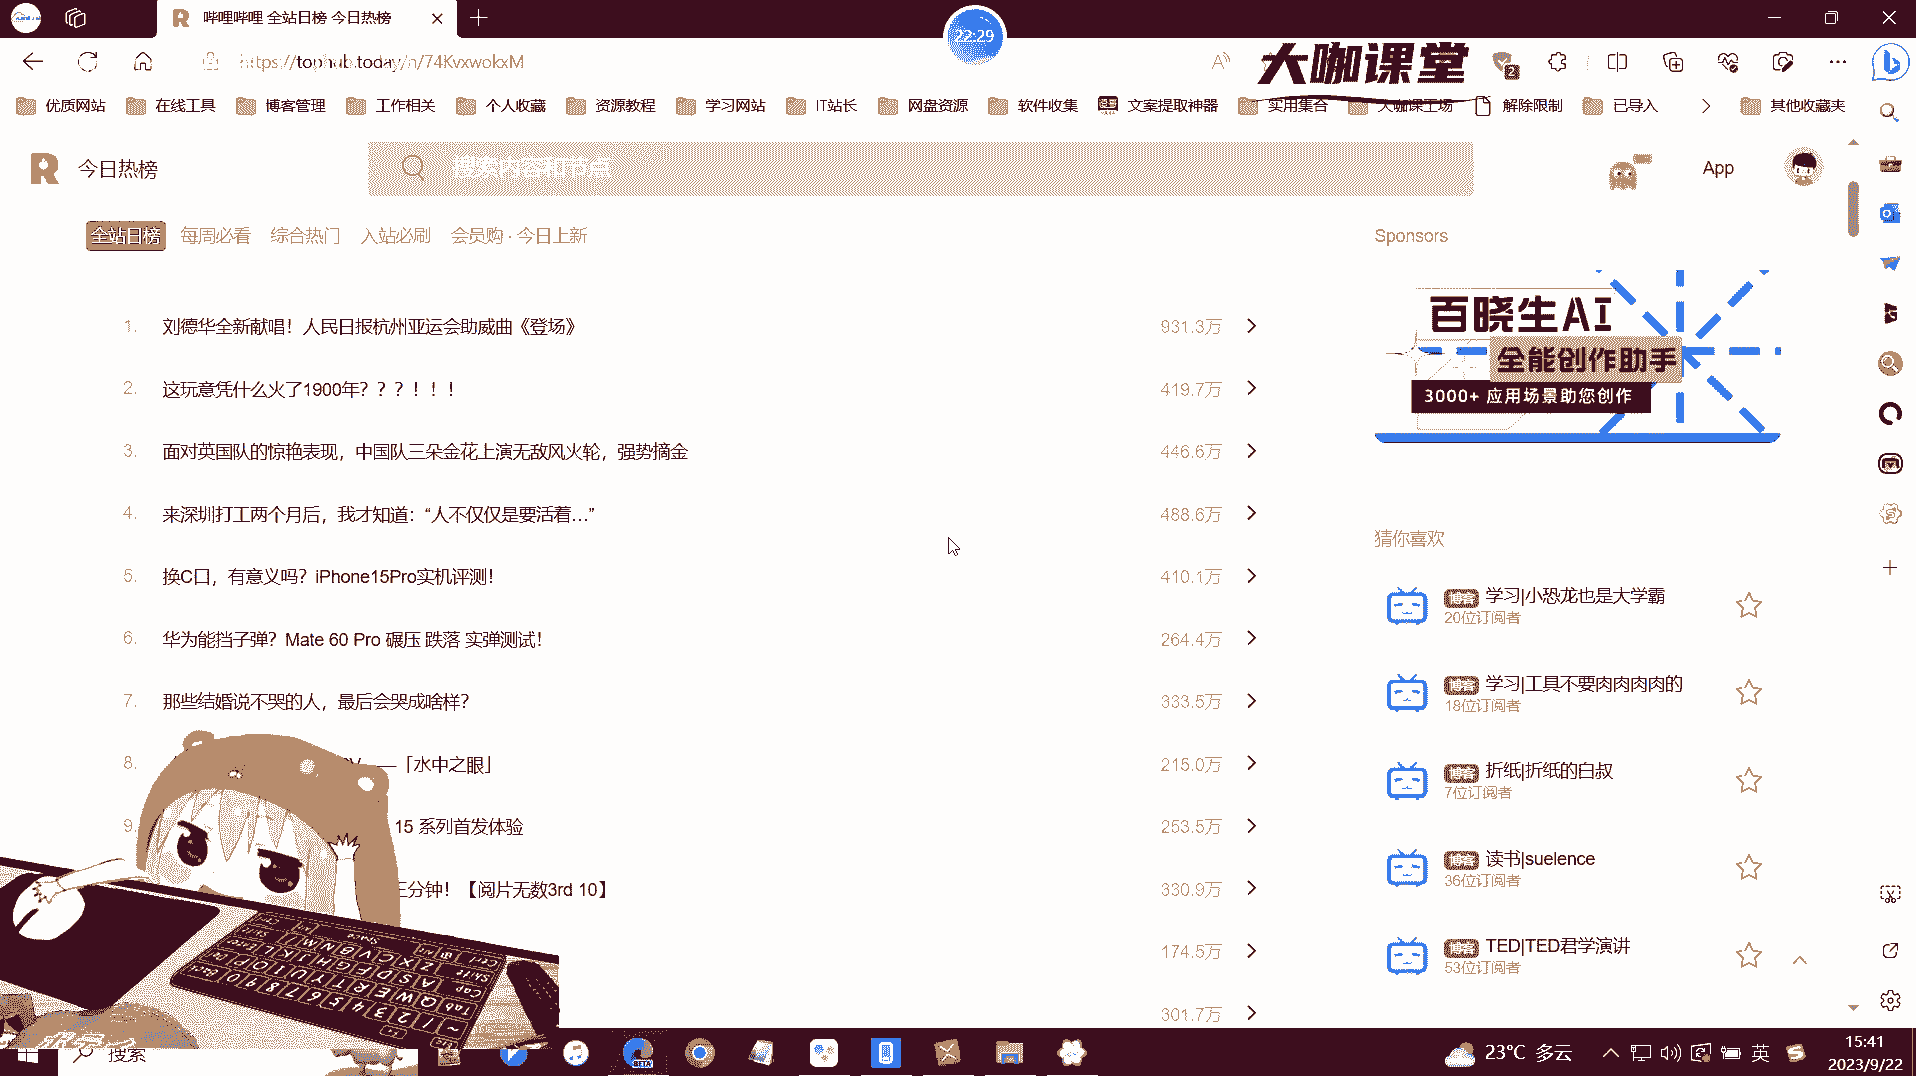 哔哩哔哩 全站日榜 今日热榜
22:29
https://tophub.today/n/74KvxwokxM
大咖课堂
2
优质网站 在线工具 博客管理 工作相关 个人收藏 资源教程 学习网站 IT站长 网盘资源 软件收集 文案提取神器 实用集合 大咖课工场 解除限制 已导入 其他收藏夹
今日热榜
搜索内容和节点
App
全站日榜 每周必看 综合热门 入站必刷 会员购 · 今日上新
Sponsors
1. 刘德华全新献唱！人民日报杭州亚运会助威曲《登场》 931.3万
2. 这玩意凭什么火了1900年？？？！！！ 419.7万
3. 面对英国队的惊艳表现，中国队三朵金花上演无敌风火轮，强势摘金 446.6万
4. 来深圳打工两个月后，我才知道：“人不仅仅是要活着...” 488.6万
5. 换C口，有意义吗？iPhone15Pro实机评测！ 410.1万
6. 华为能挡子弹？Mate 60 Pro 碾压 跌落 实弹测试！ 264.4万
7. 那些结婚说不哭的人，最后会哭成啥样？ 333.5万
8. ——「水中之眼」 215.0万
9. 15 系列首发体验 253.5万
三分钟！【阅片无数3rd 10】 330.9万
174.5万
301.7万
百晓生AI
全能创作助手
3000+ 应用场景助您创作
猜你喜欢
博客 学习|小恐龙也是大学霸
20位订阅者
博客 学习|工具不要肉肉肉肉的
18位订阅者
博客 折纸|折纸的白叔
7位订阅者
博客 读书|suelence
36位订阅者
博客 TED|TED君学演讲
53位订阅者
搜索
BETA
23°C 多云
英
15:41
2023/9/22